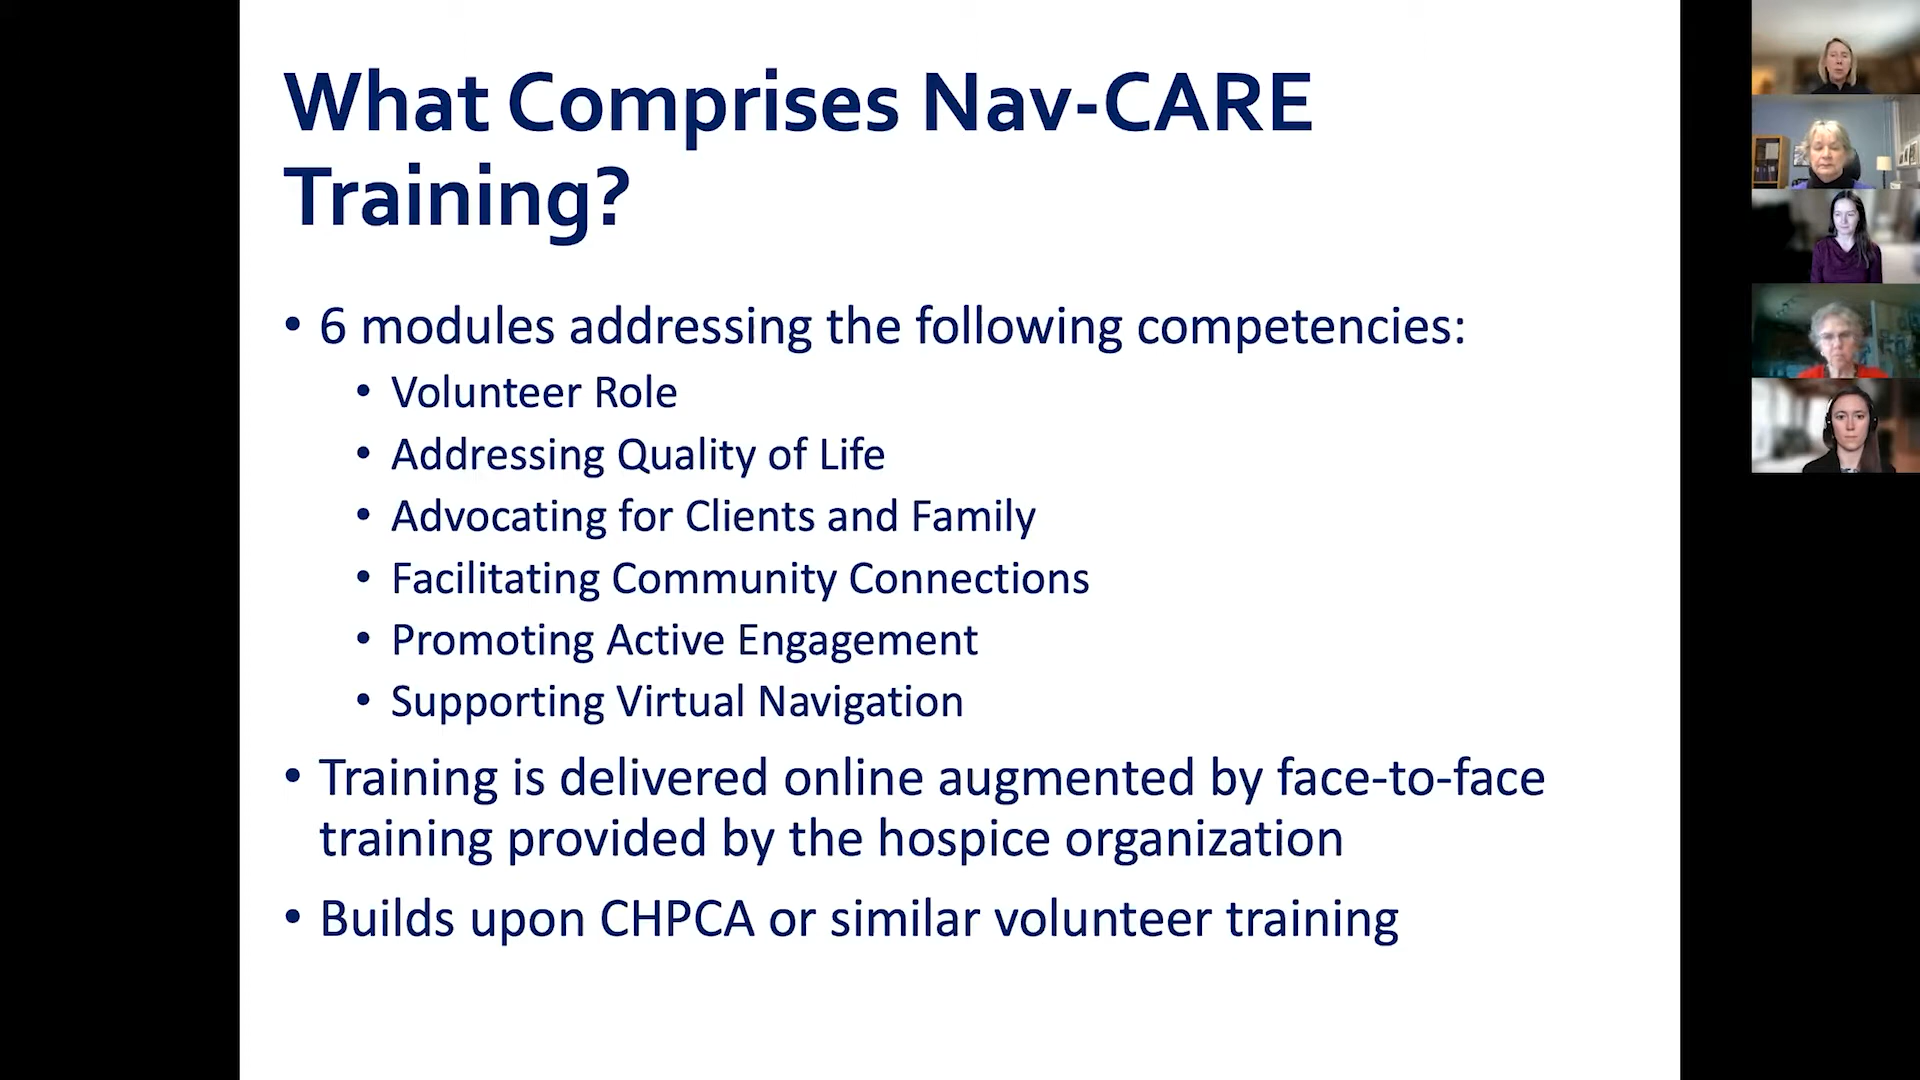 What Comprises Nav-CARE
Training?
• 6 modules addressing the following competencies:
• Volunteer Role
• Addressing Quality of Life
• Advocating for Clients and Family
• Facilitating Community Connections
• Promoting Active Engagement
• Supporting Virtual Navigation
• Training is delivered online augmented by face-to-face
training provided by the hospice organization
• Builds upon CHPCA or similar volunteer training